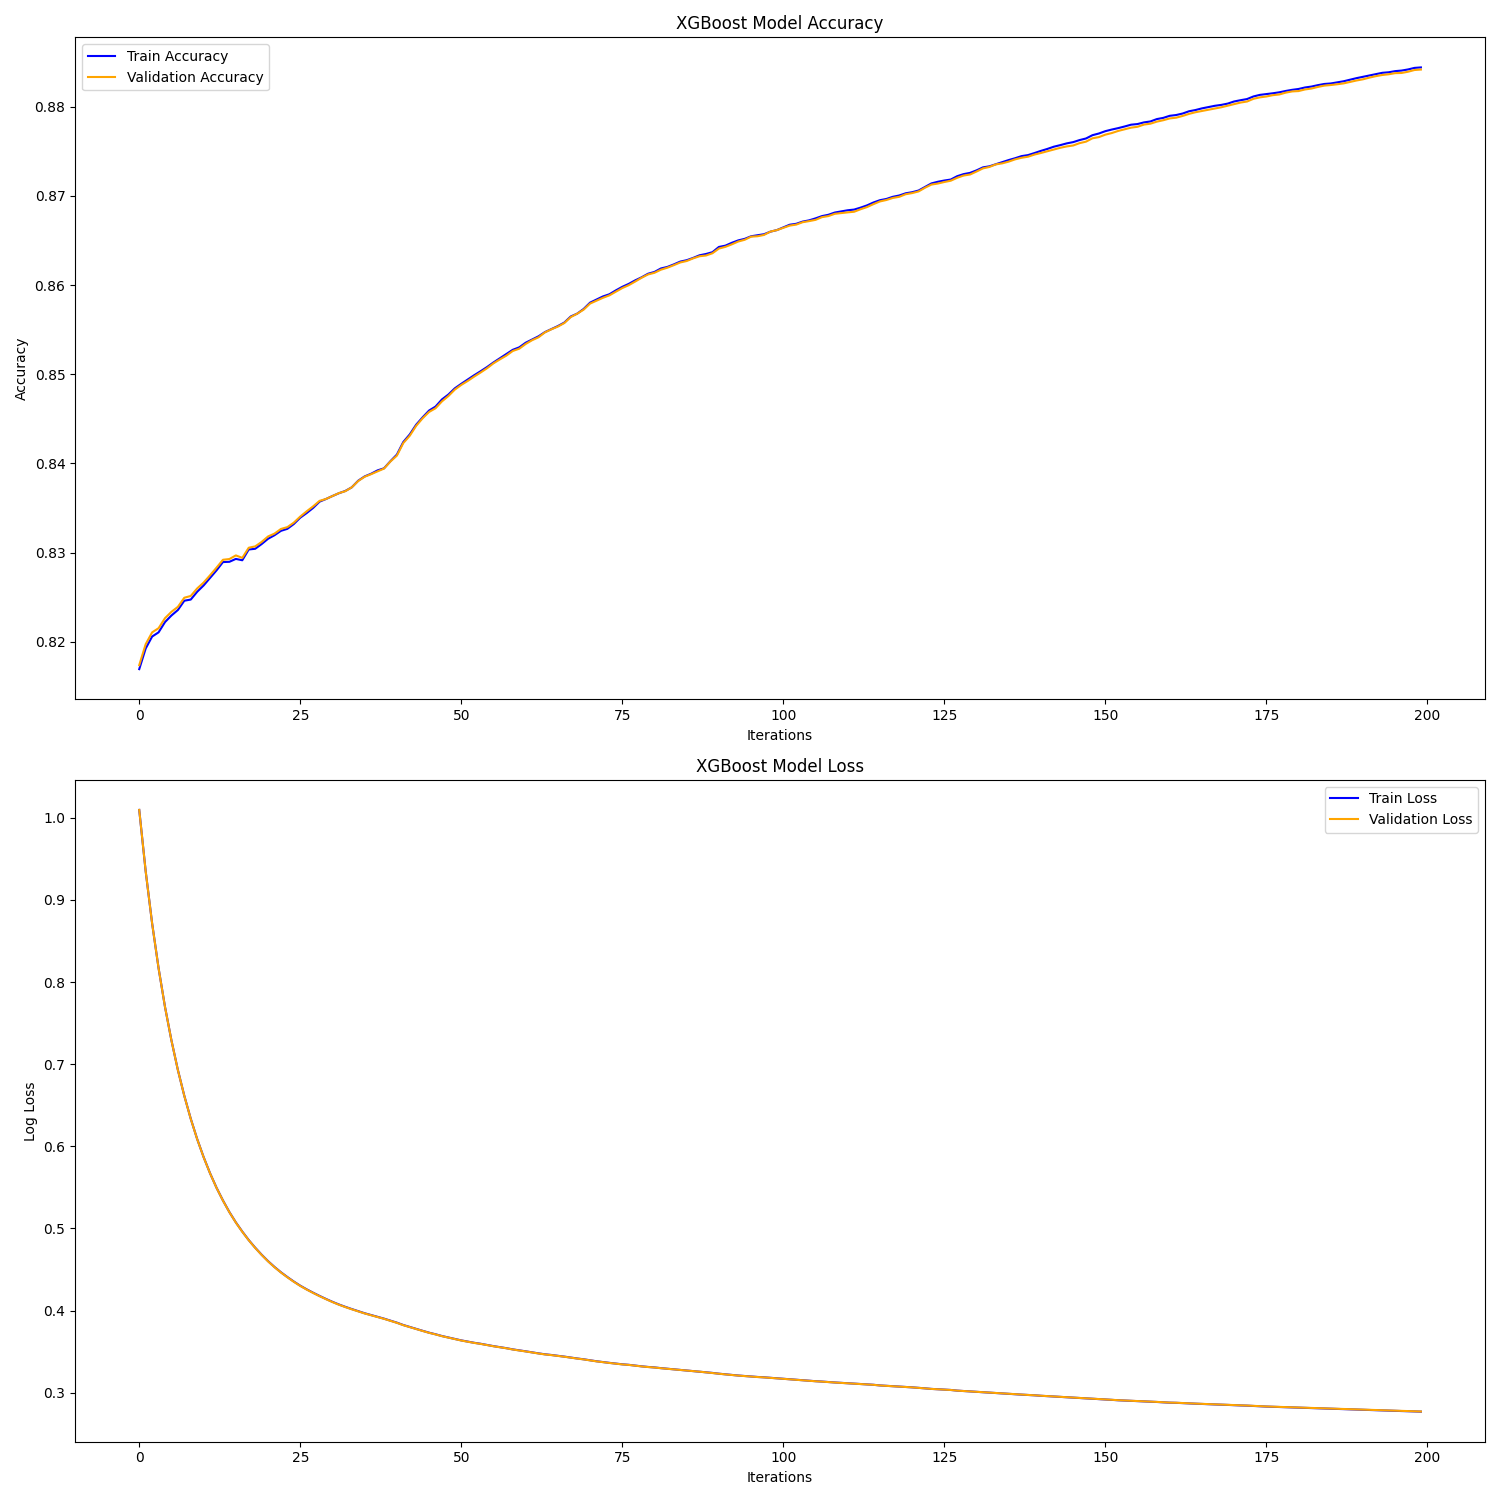 XGBoost Model Accuracy
Train Accuracy
Validation Accuracy
0.88
0.87
0.86
0.85
0.84
0.83
0.82
Accuracy
0 25 50 75 100 125 150 175 200
Iterations
XGBoost Model Loss
Train Loss
Validation Loss
1.0
0.9
0.8
0.7
0.6
0.5
0.4
0.3
Log Loss
0 25 50 75 100 125 150 175 200
Iterations